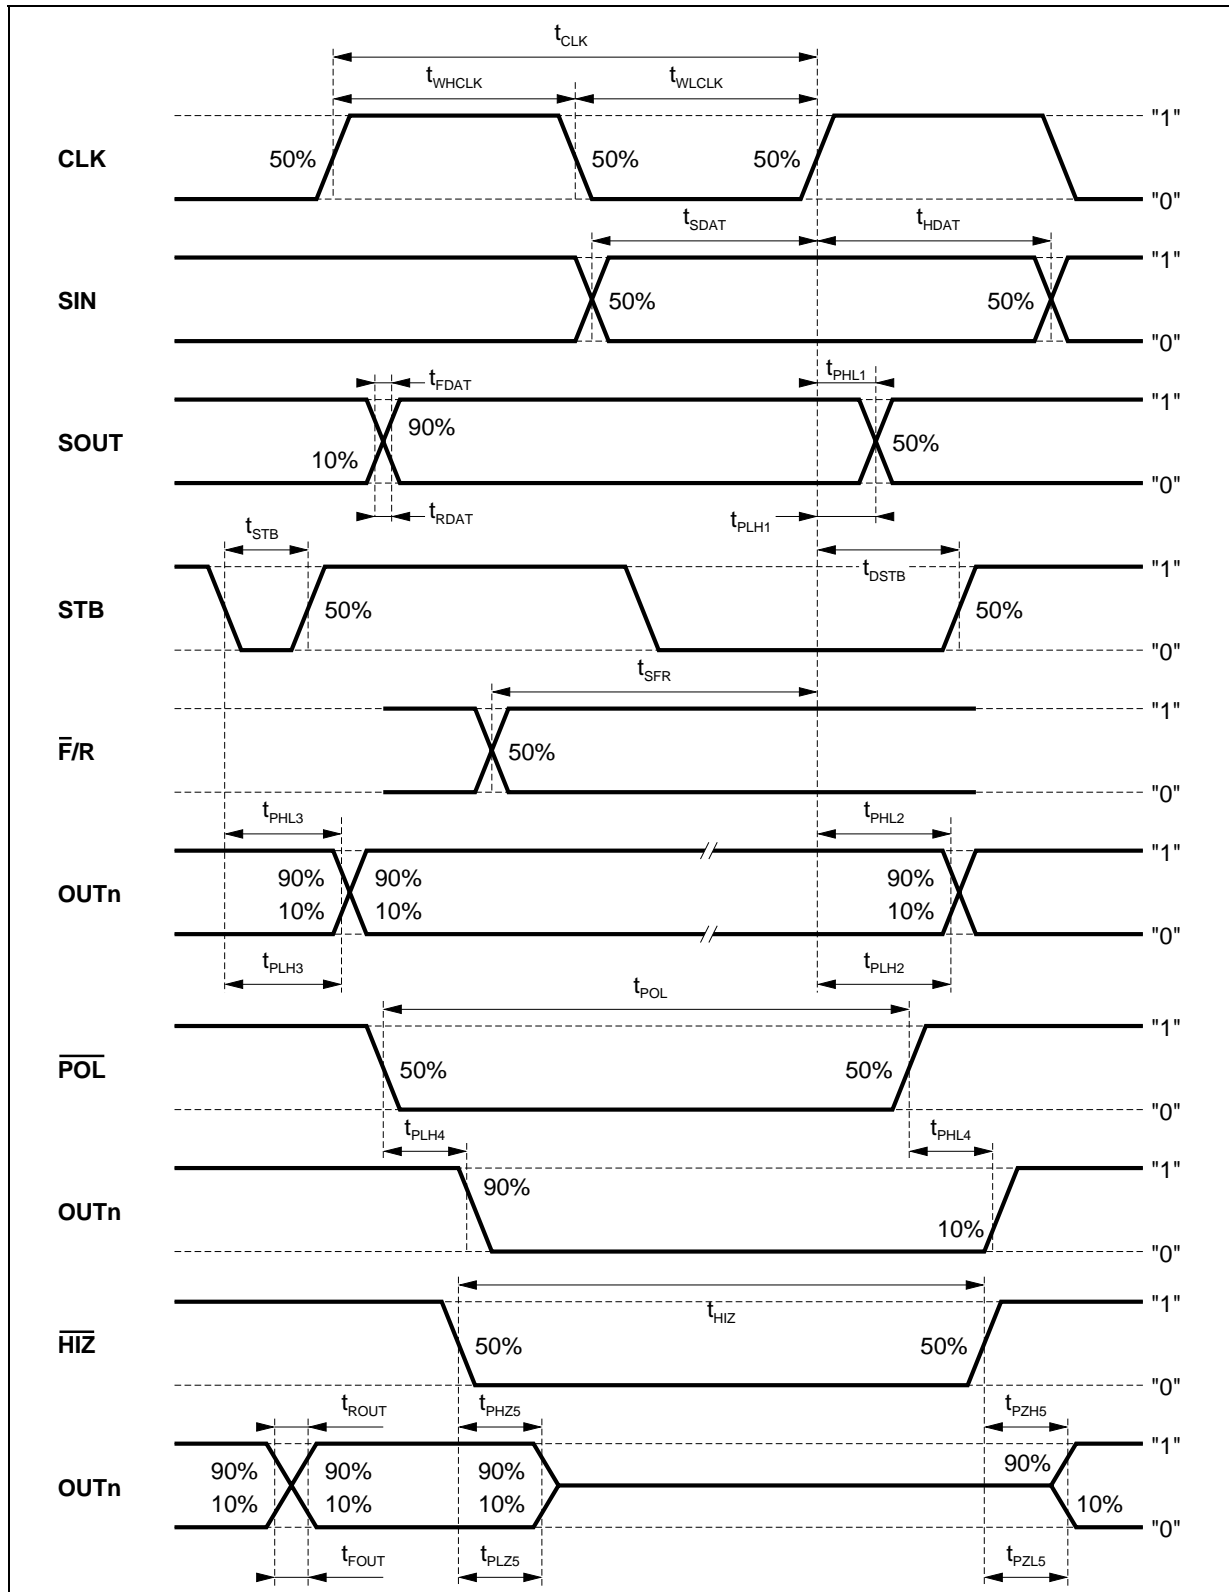 tCLK
tWHCLK tWLCLK
"1"
CLK 50% 50% 50%
"0"
tSDAT tHDAT
"1"
SIN 50% 50%
"0"
tFDAT tPHL1
"1"
90%
SOUT 10% 50%
"0"
tRDAT tPLH1
tSTB tDSTB
"1"
STB 50% 50%
"0"
tSFR
"1"
F̅/R 50%
"0"
tPHL3 tPHL2
"1"
90% 90% 90%
OUTn
10% 10% 10%
"0"
tPLH3 tPLH2
tPOL
"1"
P̅O̅L̅ 50% 50%
"0"
tPLH4 tPHL4
"1"
90%
OUTn 10%
"0"
tHIZ
"1"
H̅I̅Z̅ 50% 50%
"0"
tROUT tPHZ5 tPZH5
"1"
90% 90% 90% 90%
OUTn
10% 10% 10% 10%
"0"
tFOUT tPLZ5 tPZL5